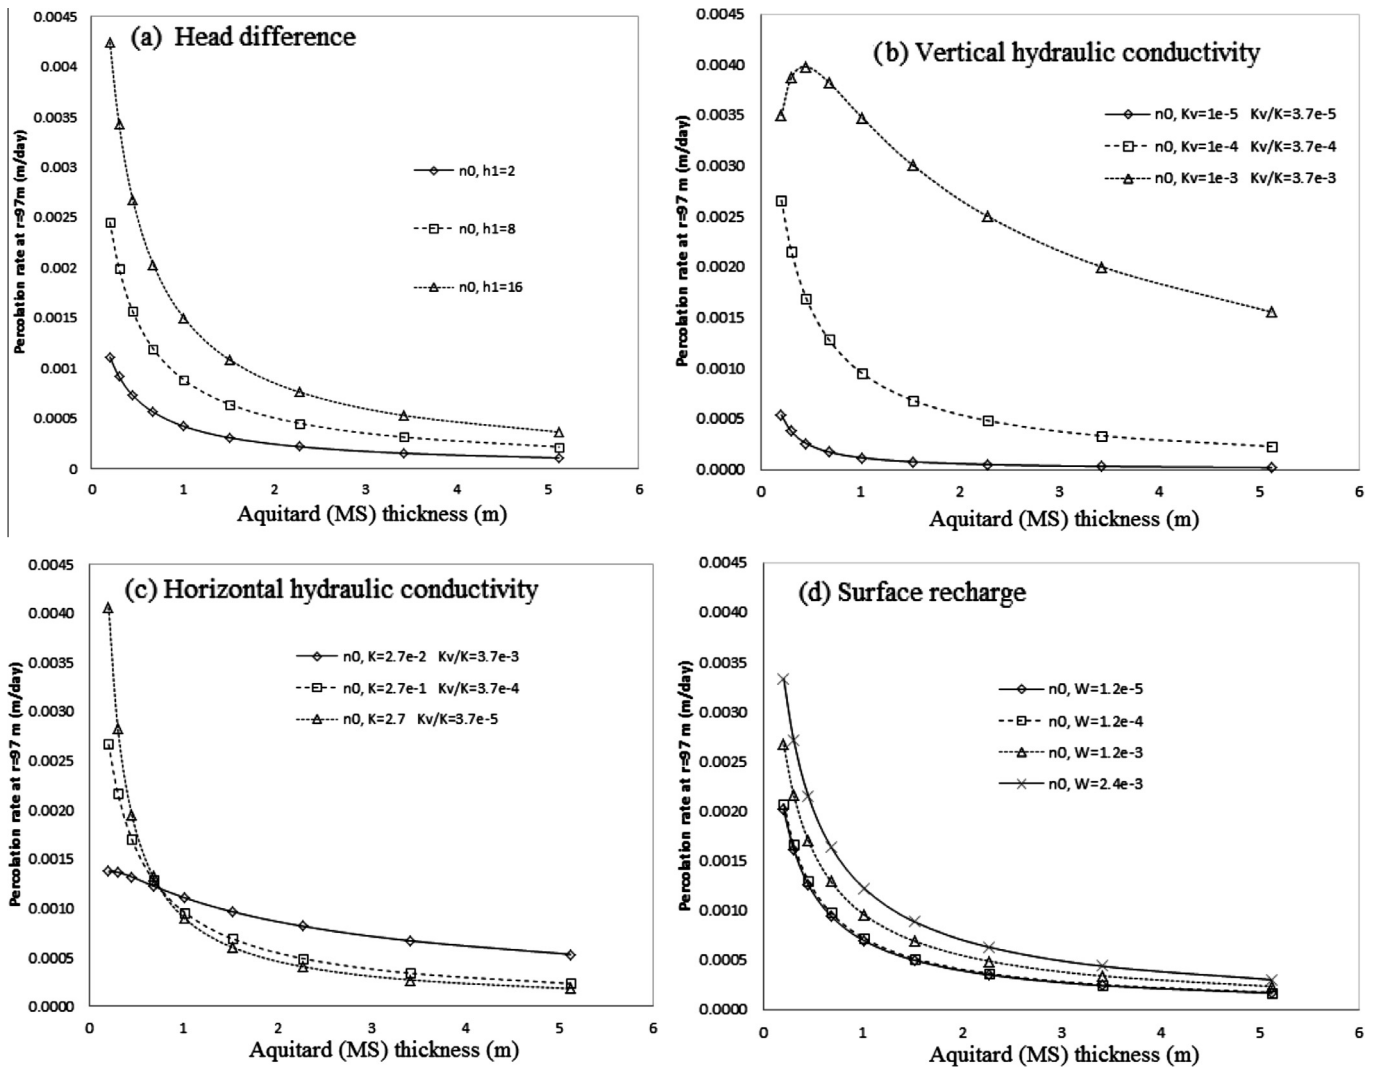 (a) Head difference
Percolation rate at r=97m (m/day)
0.0045
0.004
0.0035
0.003
0.0025
0.002
0.0015
0.001
0.0005
0
n0, h1=2
n0, h1=8
n0, h1=16
0 1 2 3 4 5 6
Aquitard (MS) thickness (m)
(b) Vertical hydraulic conductivity
Percolation rate at r=97 m (m/day)
0.0045
0.0040
0.0035
0.0030
0.0025
0.0020
0.0015
0.0010
0.0005
0.0000
n0, Kv=1e-5 Kv/K=3.7e-5
n0, Kv=1e-4 Kv/K=3.7e-4
n0, Kv=1e-3 Kv/K=3.7e-3
0 1 2 3 4 5 6
Aquitard (MS) thickness (m)
(c) Horizontal hydraulic conductivity
Percolation rate at r=97 m (m/day)
0.0045
0.0040
0.0035
0.0030
0.0025
0.0020
0.0015
0.0010
0.0005
0.0000
n0, K=2.7e-2 Kv/K=3.7e-3
n0, K=2.7e-1 Kv/K=3.7e-4
n0, K=2.7 Kv/K=3.7e-5
0 1 2 3 4 5 6
Aquitard (MS) thickness (m)
(d) Surface recharge
Percolation rate at r=97 m (m/day)
0.0045
0.0040
0.0035
0.0030
0.0025
0.0020
0.0015
0.0010
0.0005
0.0000
n0, W=1.2e-5
n0, W=1.2e-4
n0, W=1.2e-3
n0, W=2.4e-3
0 1 2 3 4 5 6
Aquitard (MS) thickness (m)